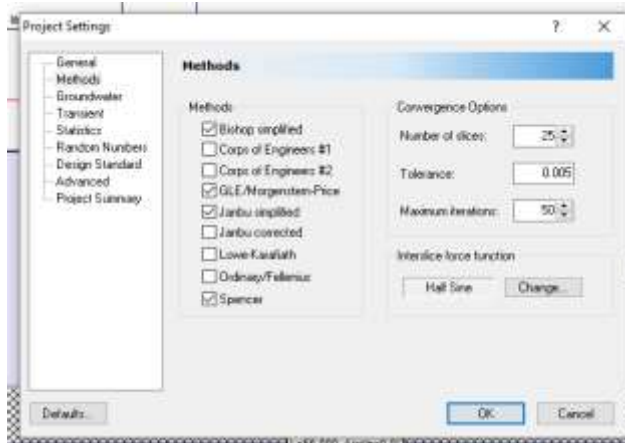 Project Settings
?
General
Methods
Groundwater
Transient
Statistics
Random Numbers
Design Standard
Advanced
Project Summary
Methods
Methods
Bishop simplified
Corps of Engineers #1
Corps of Engineers #2
GLE/Morgenstern-Price
Janbu simplified
Janbu corrected
Lowe-Karafiath
Ordinary/Fellenius
Spencer
Convergence Options
Number of slices: 25
Tolerance: 0.005
Maximum iterations: 50
Interslice force function
Half Sine Change...
Defaults...
OK Cancel